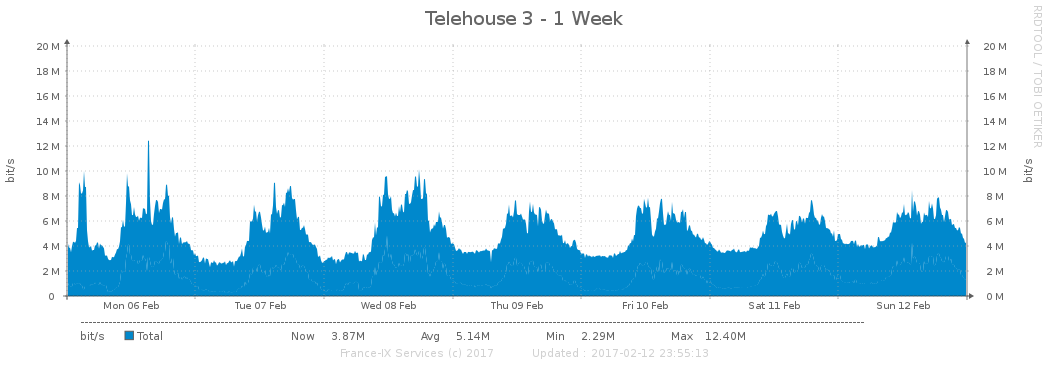 Telehouse 3 - 1 Week
RRDTOOL / TOBI OETIKER
bit/s
bit/s
20 M 20 M
18 M 18 M
16 M 16 M
14 M 14 M
12 M 12 M
10 M 10 M
8 M 8 M
6 M 6 M
4 M 4 M
2 M 2 M
0 0 M
Mon 06 Feb Tue 07 Feb Wed 08 Feb Thu 09 Feb Fri 10 Feb Sat 11 Feb Sun 12 Feb
bit/s Total Now 3.87M Avg 5.14M Min 2.29M Max 12.40M
France-IX Services (c) 2017 Updated : 2017-02-12 23:55:13